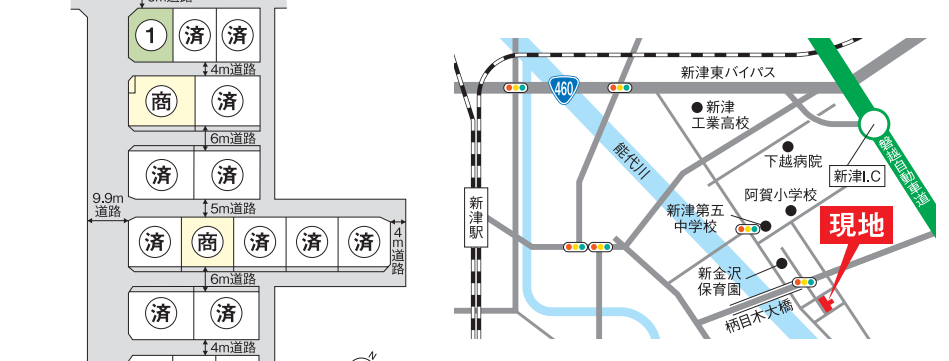 1
済
済
4m道路
商
済
6m道路
済
済
9.9m
道路
5m道路
済
商
済
済
済
4m道路
6m道路
済
済
4m道路
N
新津東バイパス
460
新津
工業高校
能代川
下越病院
新津I.C
磐越自動車道
阿賀小学校
新津駅
新津第五
中学校
現地
新金沢
保育園
柄目木大橋